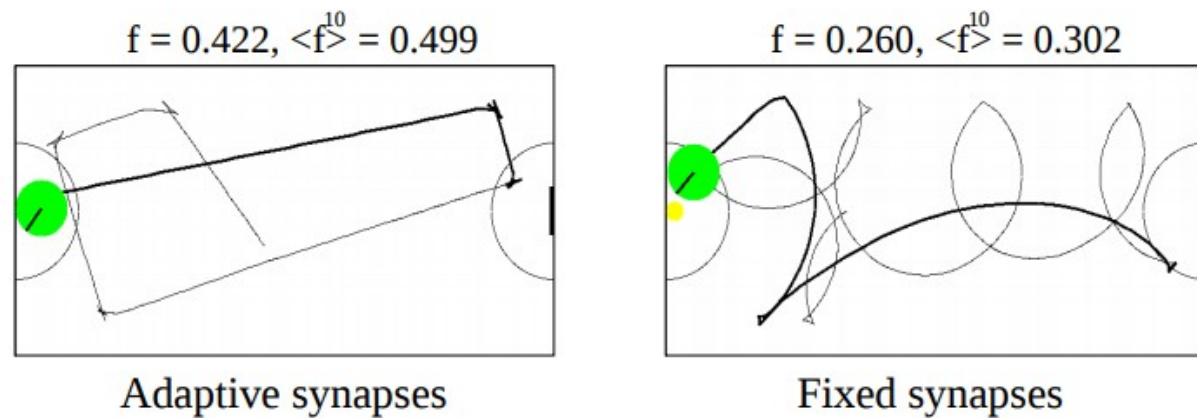 f = 0.422, <f>10 = 0.499
f = 0.260, <f>10 = 0.302
Adaptive synapses
Fixed synapses